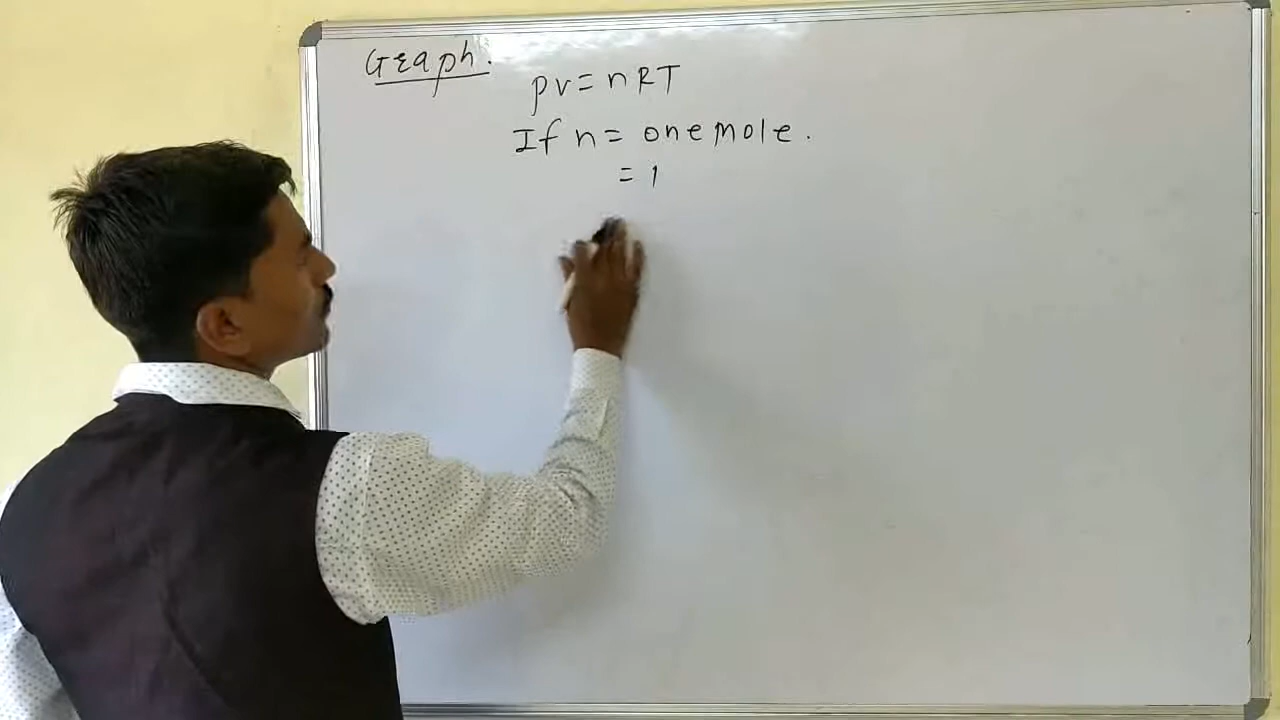 Graph.
pv=nRT
If n= one mole.
= 1